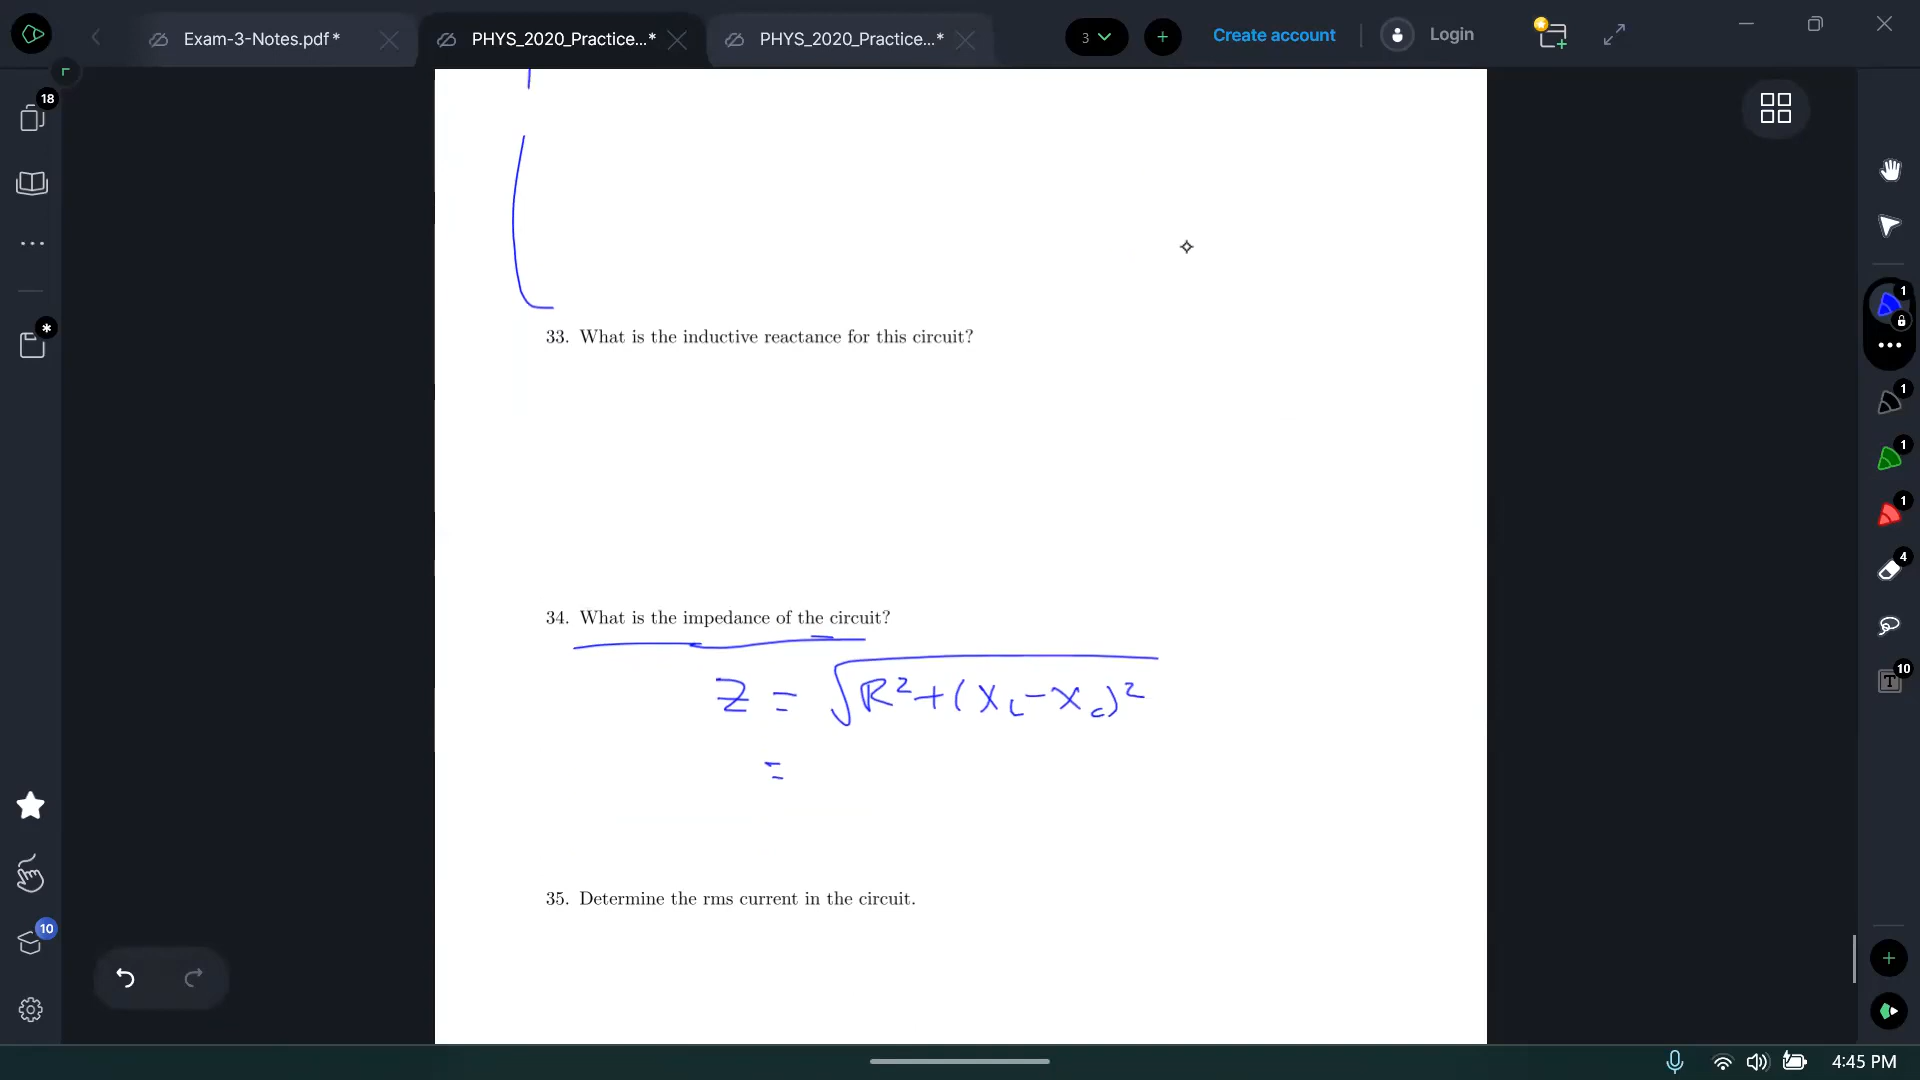 Exam-3-Notes.pdf*
PHYS_2020_Practice...*
PHYS_2020_Practice...*
3
Create account
Login
18
33. What is the inductive reactance for this circuit?
34. What is the impedance of the circuit?
Z = √R²+(X_L-X_C)²
=
35. Determine the rms current in the circuit.
10
1
1
1
1
4
T 10
4:45 PM